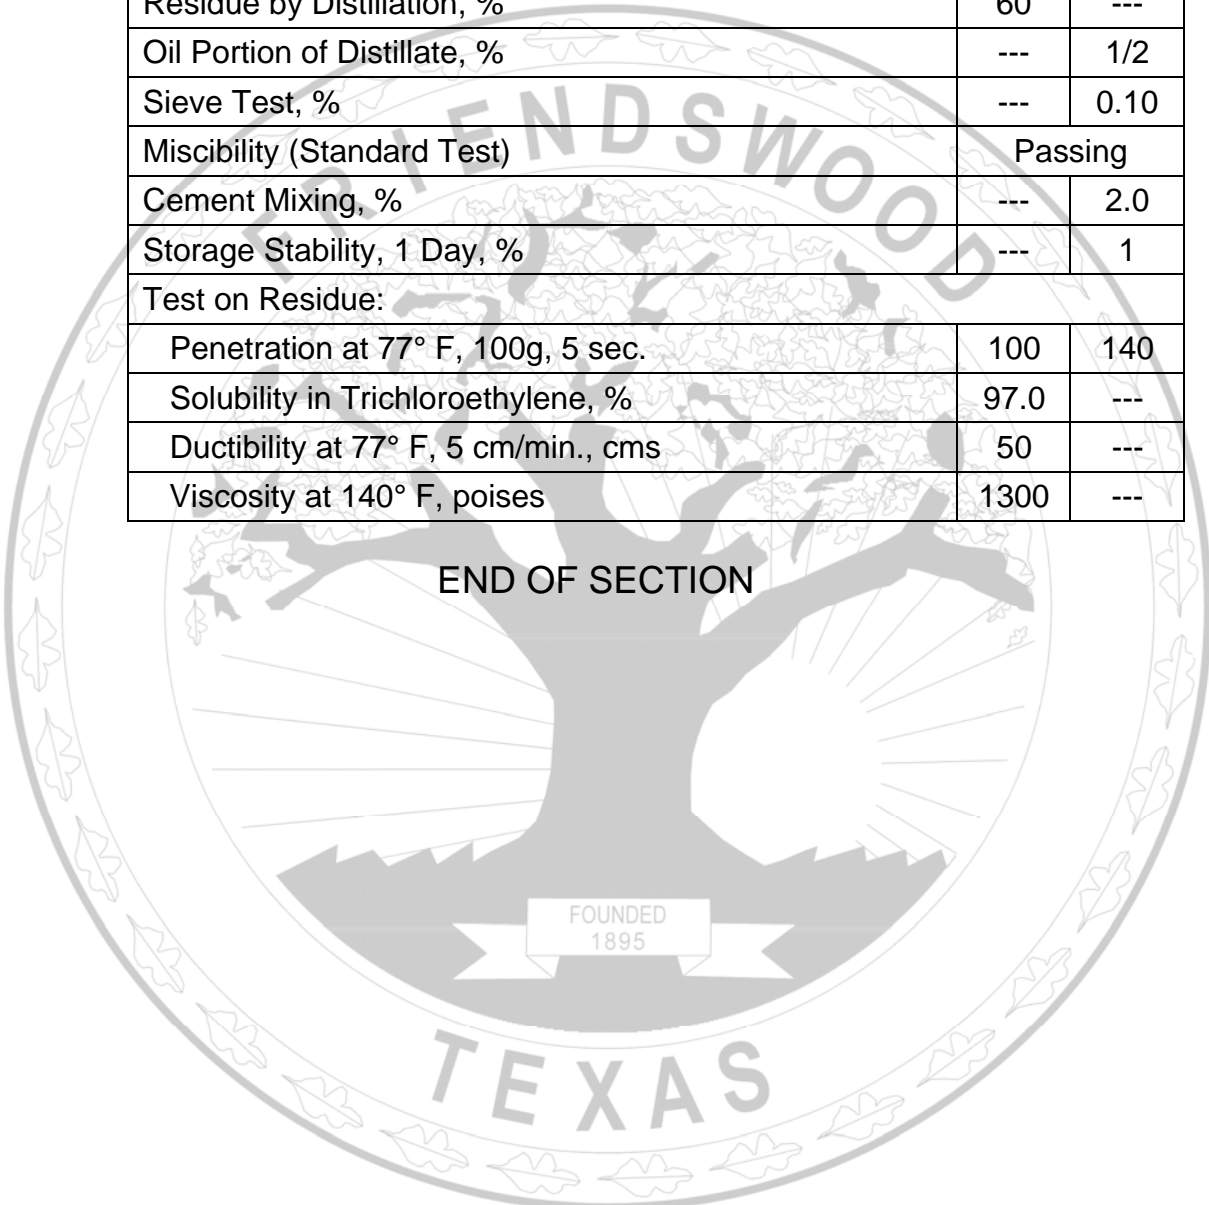 Residue by Distillation, % 60 ---
Oil Portion of Distillate, % --- 1/2
Sieve Test, % --- 0.10
Miscibility (Standard Test) Passing
Cement Mixing, % --- 2.0
Storage Stability, 1 Day, % --- 1
Test on Residue:
Penetration at 77° F, 100g, 5 sec. 100 140
Solubility in Trichloroethylene, % 97.0 ---
Ductibility at 77° F, 5 cm/min., cms 50 ---
Viscosity at 140° F, poises 1300 ---
END OF SECTION
FRIENDSWOOD
FOUNDED
1895
TEXAS